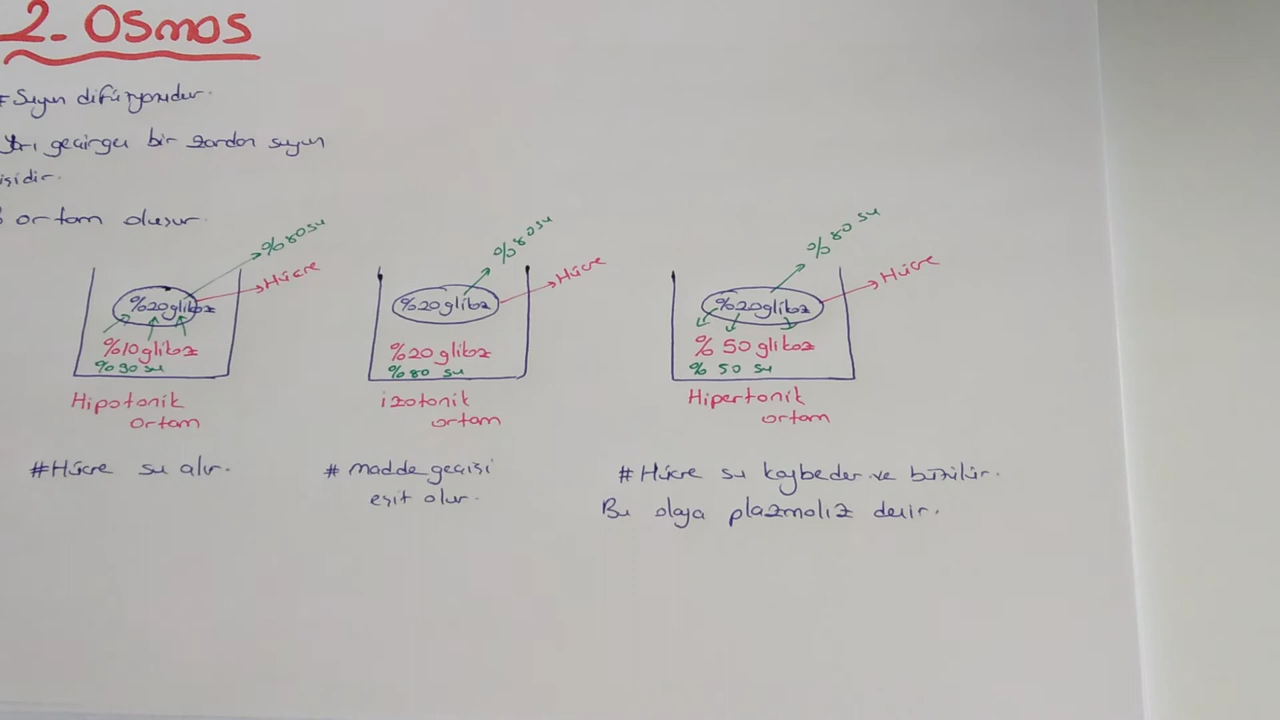 2. Osmos
# Suyun difüzyonudur.
Yarı geçirgen bir zardan suyun
işidir.
ortam oluşur.
%80 su
Hücre
%20 glikoz
%10 glikoz
%90 su
Hipotonik
ortam
#Hücre su alır.
%80 su
Hücre
%20 glikoz
%20 glikoz
%80 su
izotonik
ortam
# madde geçişi
eşit olur.
%80 su
Hücre
%20 glikoz
% 50 glikoz
% 50 su
Hipertonik
ortam
# Hücre su kaybeder ve büzülür.
Bu olaya plazmoliz denir.